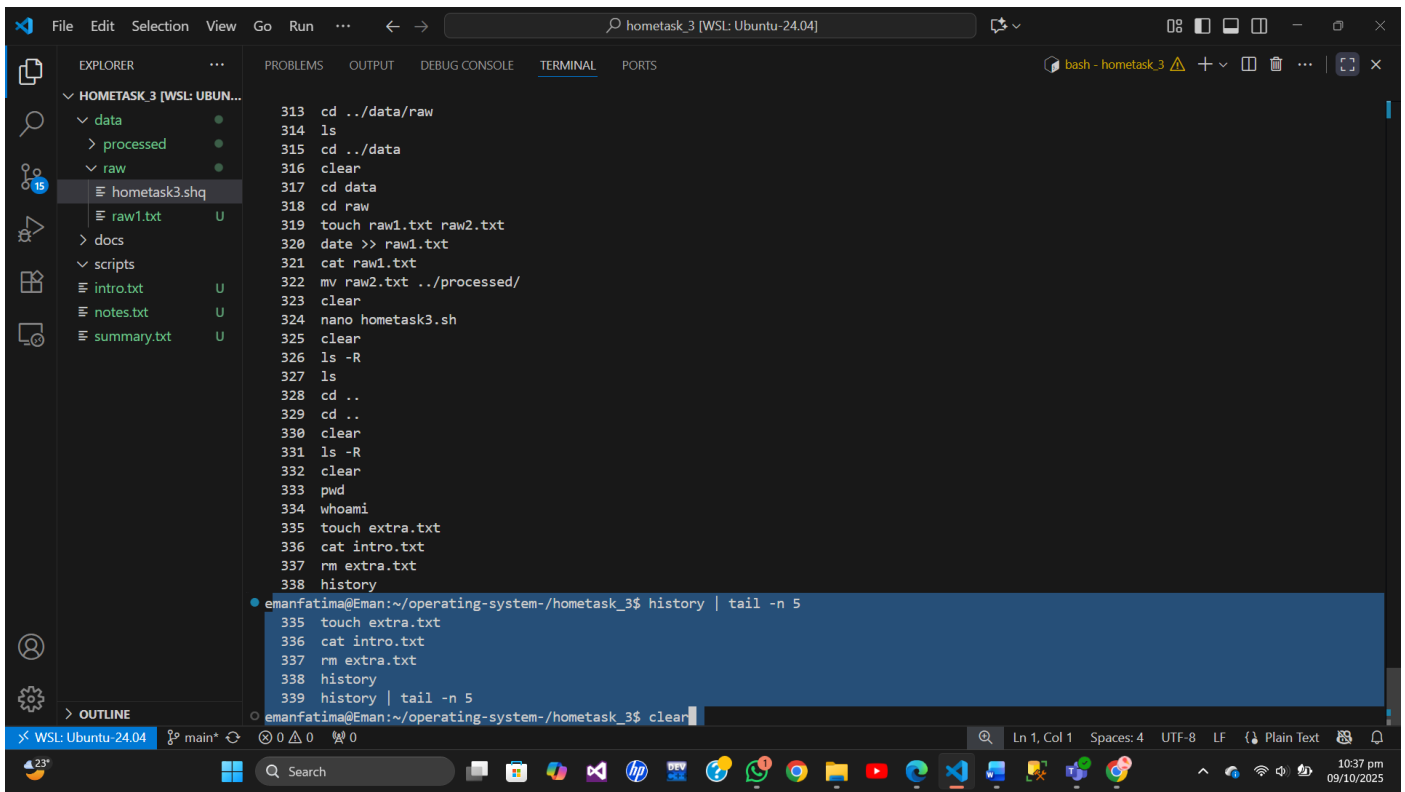 File Edit Selection View Go Run ··· hometask_3 [WSL: Ubuntu-24.04]
EXPLORER ···
PROBLEMS OUTPUT DEBUG CONSOLE TERMINAL PORTS bash - hometask_3
HOMETASK_3 [WSL: UBUN...
data
processed
raw
hometask3.shq
raw1.txt U
docs
scripts
intro.txt U
notes.txt U
summary.txt U
OUTLINE
15
313 cd ../data/raw
314 ls
315 cd ../data
316 clear
317 cd data
318 cd raw
319 touch raw1.txt raw2.txt
320 date >> raw1.txt
321 cat raw1.txt
322 mv raw2.txt ../processed/
323 clear
324 nano hometask3.sh
325 clear
326 ls -R
327 ls
328 cd ..
329 cd ..
330 clear
331 ls -R
332 clear
333 pwd
334 whoami
335 touch extra.txt
336 cat intro.txt
337 rm extra.txt
338 history
emanfatima@Eman:~/operating-system-/hometask_3$ history | tail -n 5
335 touch extra.txt
336 cat intro.txt
337 rm extra.txt
338 history
339 history | tail -n 5
emanfatima@Eman:~/operating-system-/hometask_3$ clear
WSL: Ubuntu-24.04 main* 0 0 0 Ln 1, Col 1 Spaces: 4 UTF-8 LF Plain Text
23° Search hp DEV 1 10:37 pm
09/10/2025